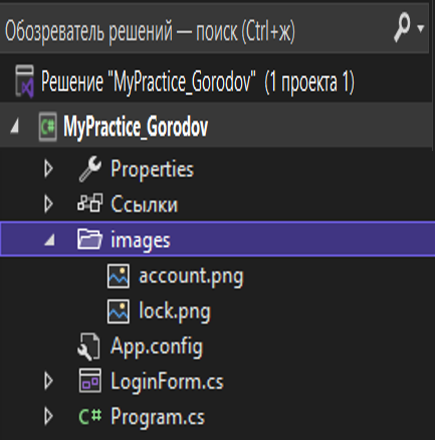 Обозреватель решений — поиск (Ctrl+ж)
Решение "MyPractice_Gorodov" (1 проекта 1)
C# MyPractice_Gorodov
Properties
Ссылки
images
account.png
lock.png
App.config
LoginForm.cs
C# Program.cs